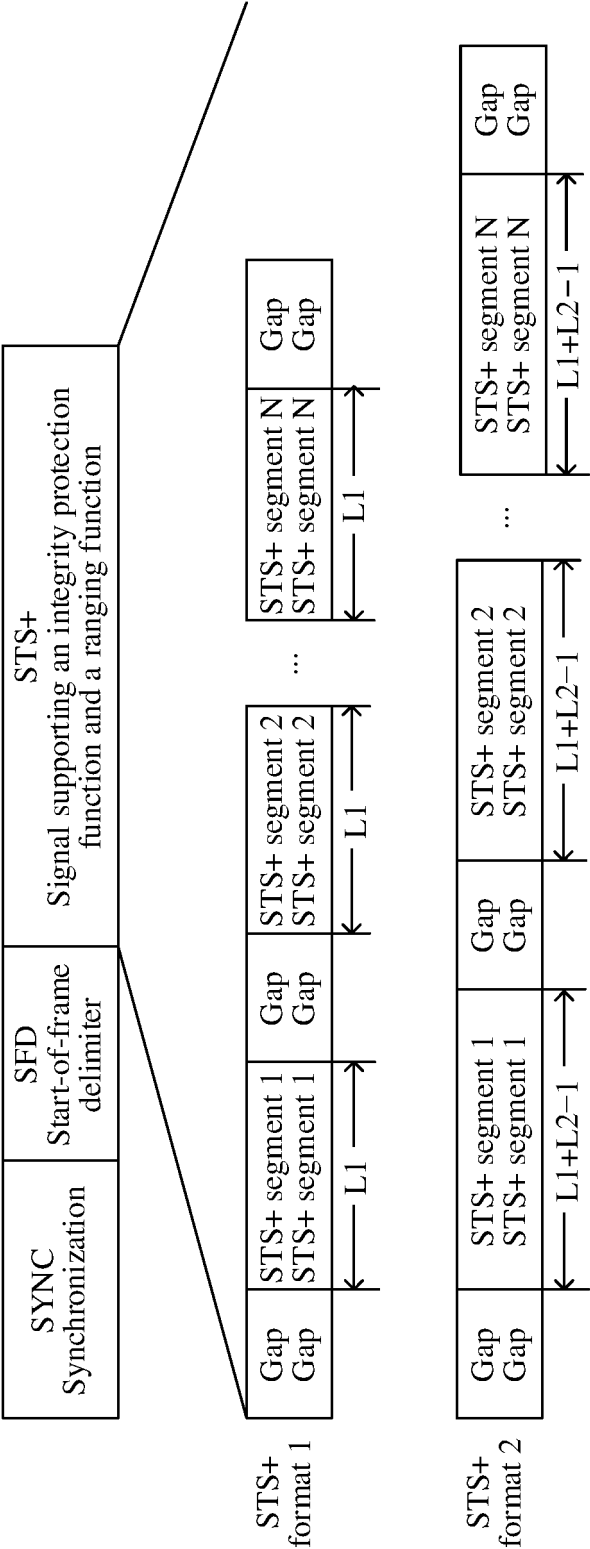 SYNC
Synchronization
SFD
Start-of-frame
delimiter
STS+
Signal supporting an integrity protection
function and a ranging function
STS+
format 1
Gap
Gap
STS+ segment 1
STS+ segment 1
Gap
Gap
STS+ segment 2
STS+ segment 2
...
STS+ segment N
STS+ segment N
Gap
Gap
L1
L1
L1
STS+
format 2
Gap
Gap
STS+ segment 1
STS+ segment 1
Gap
Gap
STS+ segment 2
STS+ segment 2
...
STS+ segment N
STS+ segment N
Gap
Gap
L1+L2−1
L1+L2−1
L1+L2−1